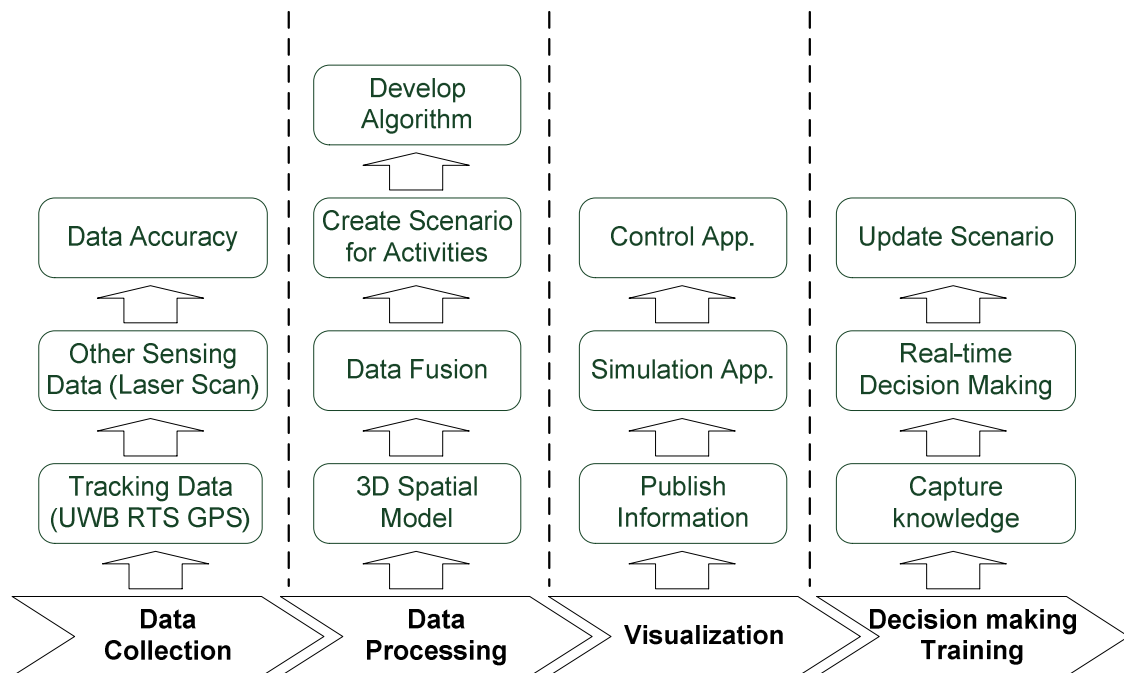 Develop
Algorithm
Data Accuracy
Create Scenario
for Activities
Control App.
Update Scenario
Other Sensing
Data (Laser Scan)
Data Fusion
Simulation App.
Real-time
Decision Making
Tracking Data
(UWB RTS GPS)
3D Spatial
Model
Publish
Information
Capture
knowledge
Data
Collection
Data
Processing
Visualization
Decision making
Training